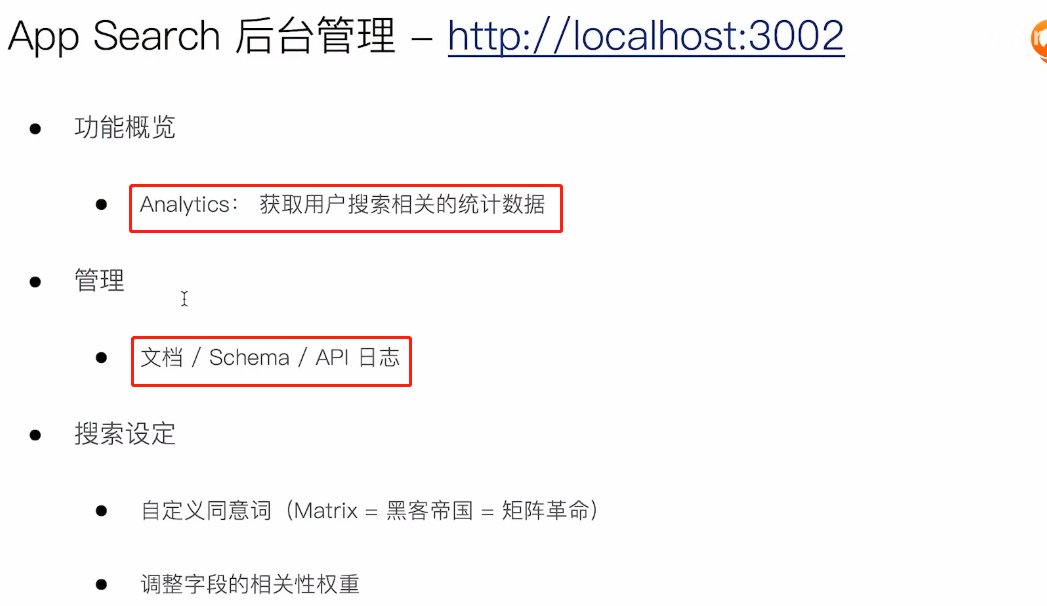 App Search 后台管理 – http://localhost:3002
功能概览
Analytics： 获取用户搜索相关的统计数据
管理
文档 / Schema / API 日志
搜索设定
自定义同意词（Matrix = 黑客帝国 = 矩阵革命）
调整字段的相关性权重